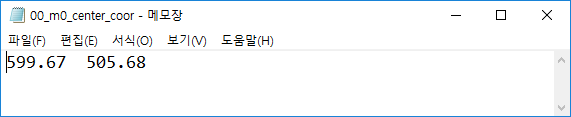 00_m0_center_coor - 메모장
파일(F) 편집(E) 서식(O) 보기(V) 도움말(H)
599.67  505.68